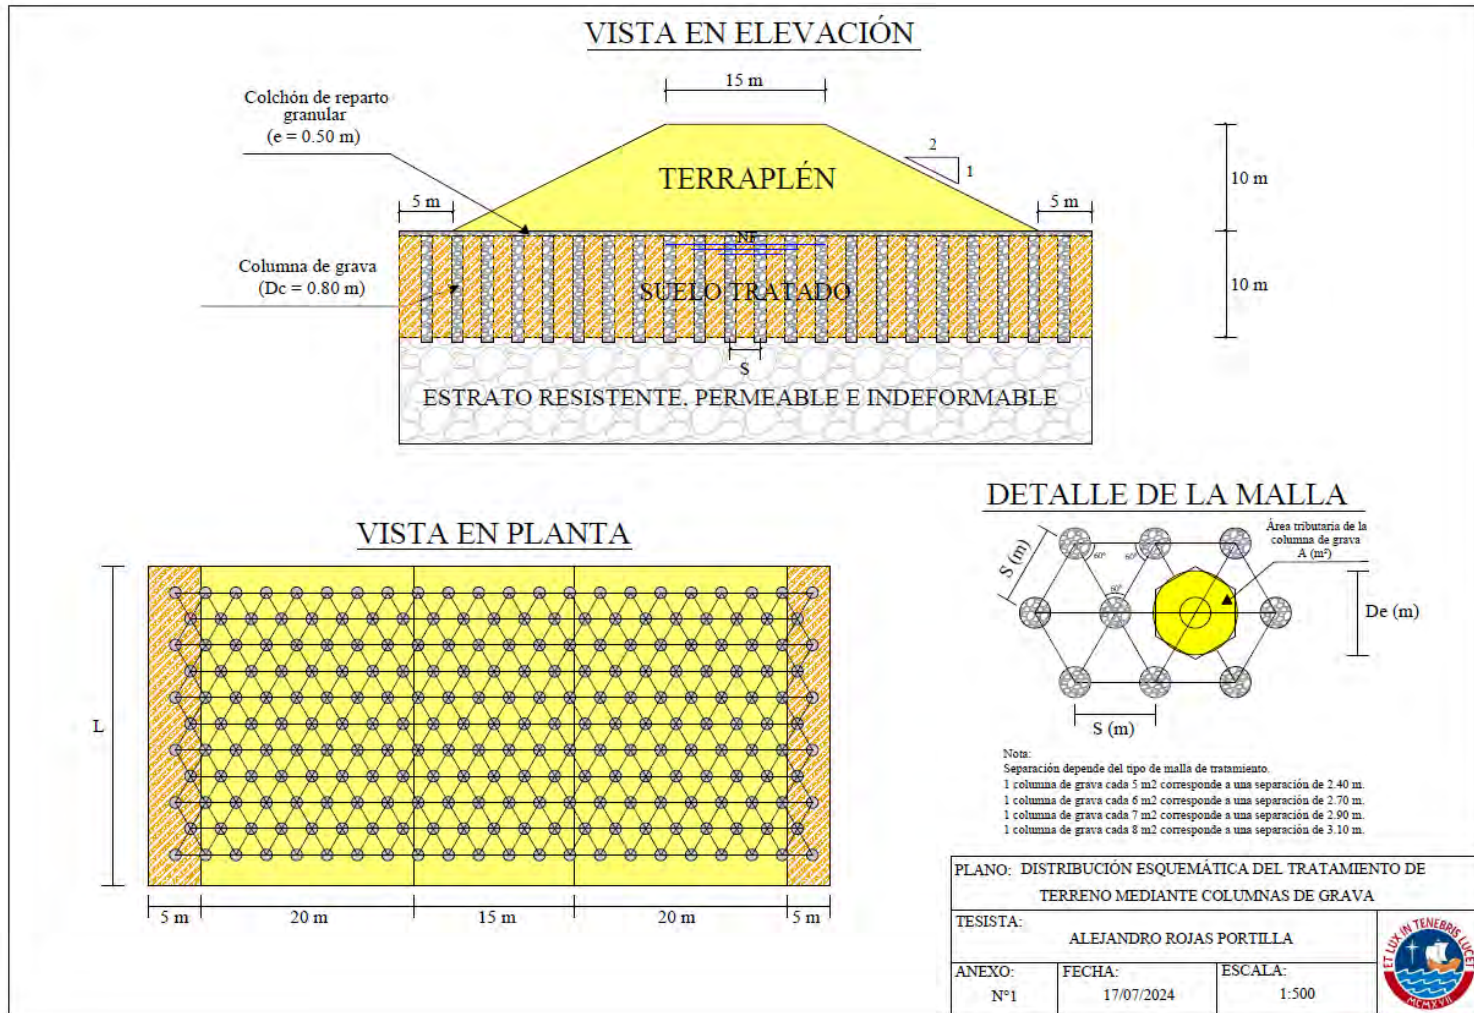 VISTA EN ELEVACIÓN
15 m
Colchón de reparto
granular
(e = 0.50 m)
2
1
TERRAPLÉN
10 m
5 m
5 m
NF
Columna de grava
(Dc = 0.80 m)
SUELO TRATADO
10 m
S
ESTRATO RESISTENTE. PERMEABLE E INDEFORMABLE
DETALLE DE LA MALLA
VISTA EN PLANTA
Área tributaria de la
columna de grava
A (m²)
S (m)
60°
60°
60°
De (m)
S (m)
L
Nota:
Separación depende del tipo de malla de tratamiento.
1 columna de grava cada 5 m2 corresponde a una separación de 2.40 m.
1 columna de grava cada 6 m2 corresponde a una separación de 2.70 m.
1 columna de grava cada 7 m2 corresponde a una separación de 2.90 m.
1 columna de grava cada 8 m2 corresponde a una separación de 3.10 m.
5 m 20 m 15 m 20 m 5 m
PLANO: DISTRIBUCIÓN ESQUEMÁTICA DEL TRATAMIENTO DE
TERRENO MEDIANTE COLUMNAS DE GRAVA
TESISTA:
ALEJANDRO ROJAS PORTILLA
ANEXO: FECHA: ESCALA:
N°1 17/07/2024 1:500
ET LUX IN TENEBRIS LUCET
MCMXVII